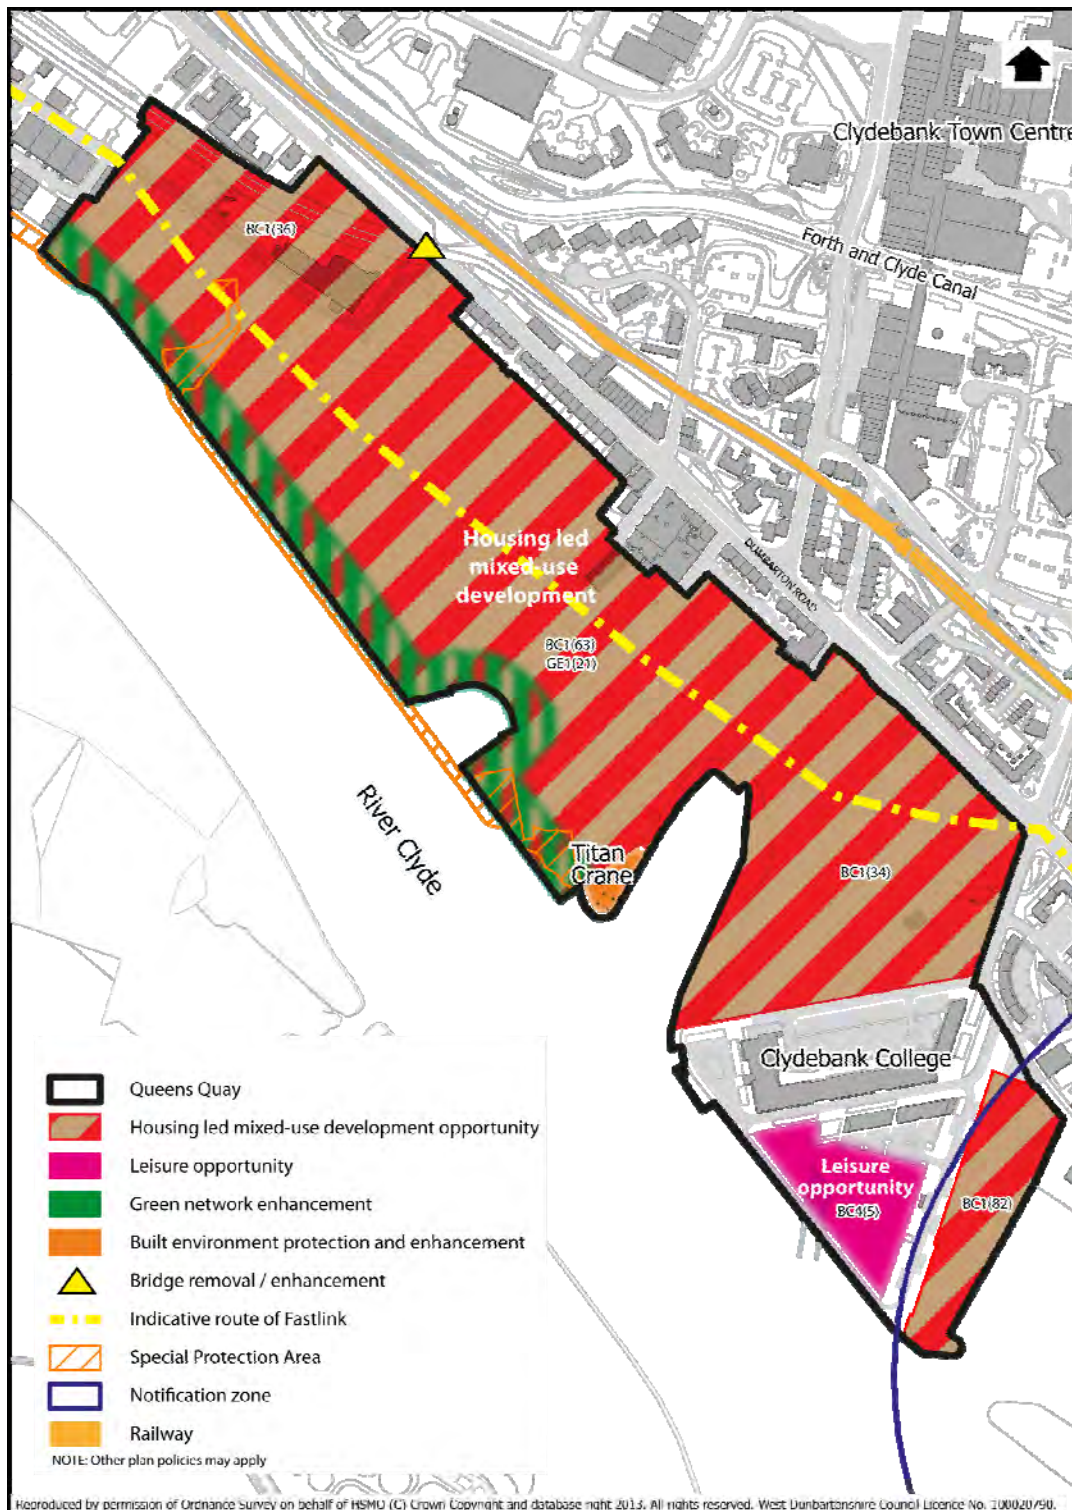 Clydebank Town Centre
Forth and Clyde Canal
BC1(36)
DUMBARTON ROAD
Housing led
mixed-use
development
BC1(63)
GE1(21)
River Clyde
Titan
Crane
BC1(34)
Clydebank College
Leisure
opportunity
BC4(5)
BC1(82)
Queens Quay
Housing led mixed-use development opportunity
Leisure opportunity
Green network enhancement
Built environment protection and enhancement
Bridge removal / enhancement
Indicative route of Fastlink
Special Protection Area
Notification zone
Railway
NOTE: Other plan policies may apply
Reproduced by permission of Ordnance Survey on behalf of HSMO (C) Crown Copyright and database right 2013. All rights reserved. West Dunbartonshire Council Licence No. 100020790.